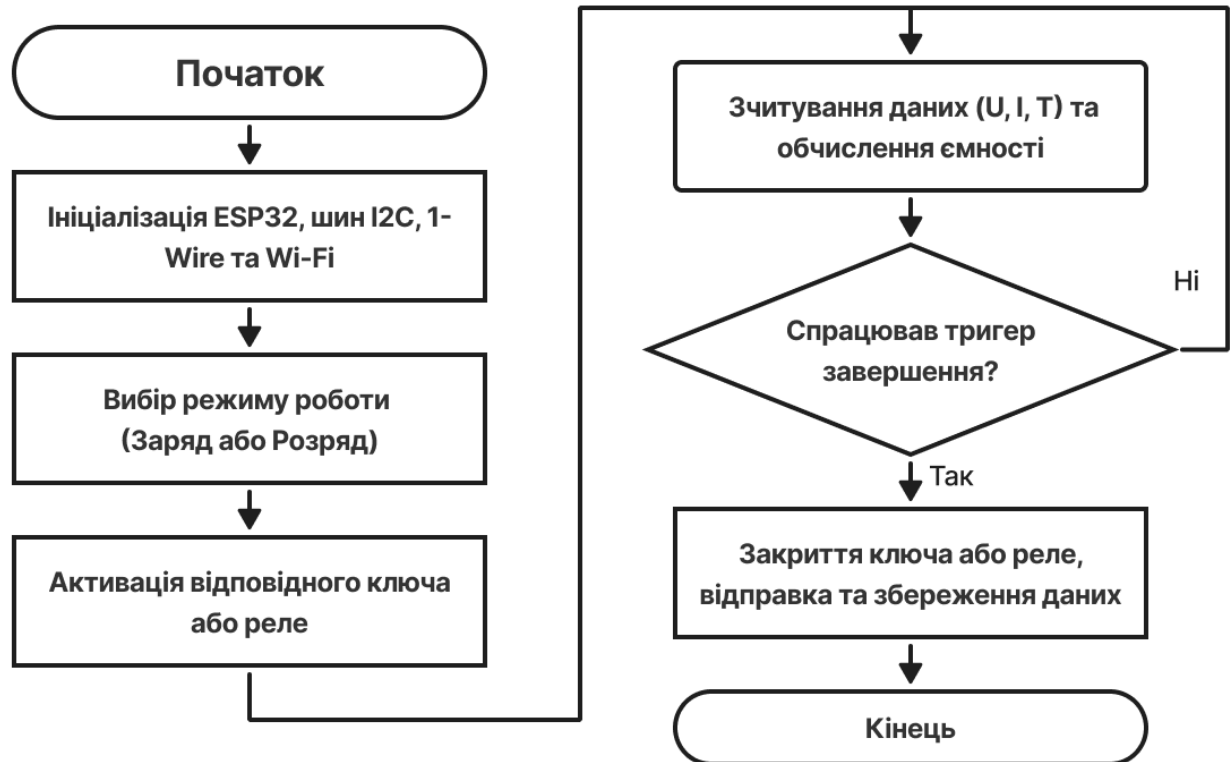 Початок
Ініціалізація ESP32, шин I2C, 1-
Wire та Wi-Fi
Вибір режиму роботи
(Заряд або Розряд)
Активація відповідного ключа
або реле
Зчитування даних (U, I, T) та
обчислення ємності
Спрацював тригер
завершення?
Ні
Так
Закриття ключа або реле,
відправка та збереження даних
Кінець